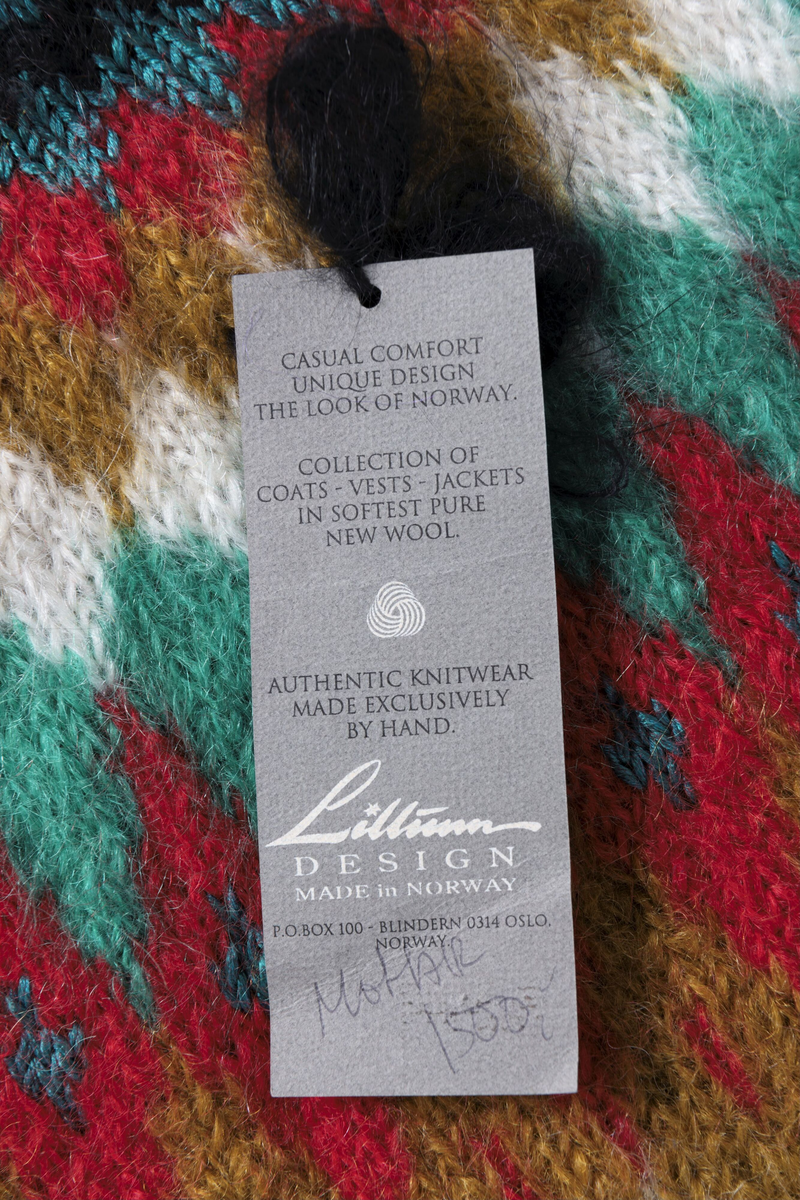 CASUAL COMFORT
UNIQUE DESIGN
THE LOOK OF NORWAY.
COLLECTION OF
COATS - VESTS - JACKETS
IN SOFTEST PURE
NEW WOOL.
AUTHENTIC KNITWEAR
MADE EXCLUSIVELY
BY HAND.
Lillunn
DESIGN
MADE in NORWAY
P.O.BOX 100 - BLINDERN 0314 OSLO,
NORWAY.
MOHAIR